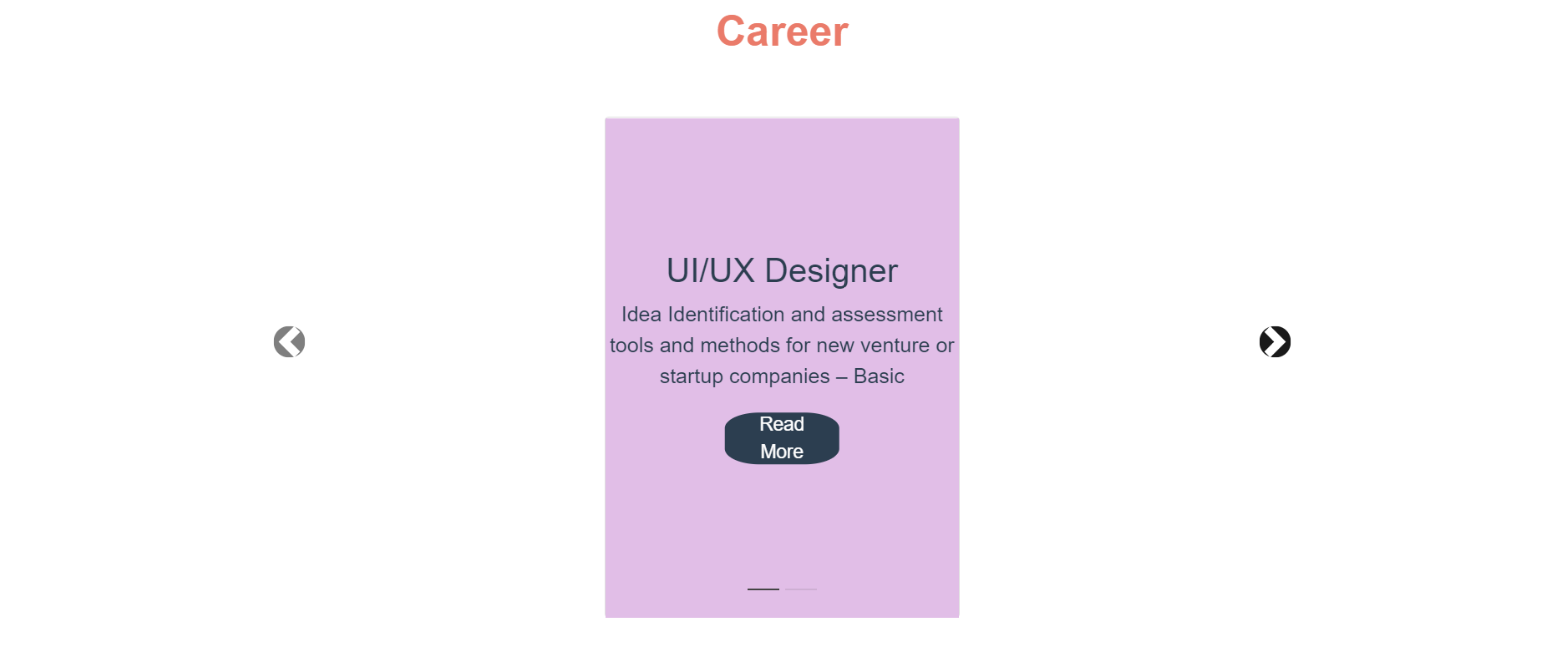 Career
UI/UX Designer
Idea Identification and assessment
tools and methods for new venture or
startup companies – Basic
Read
More